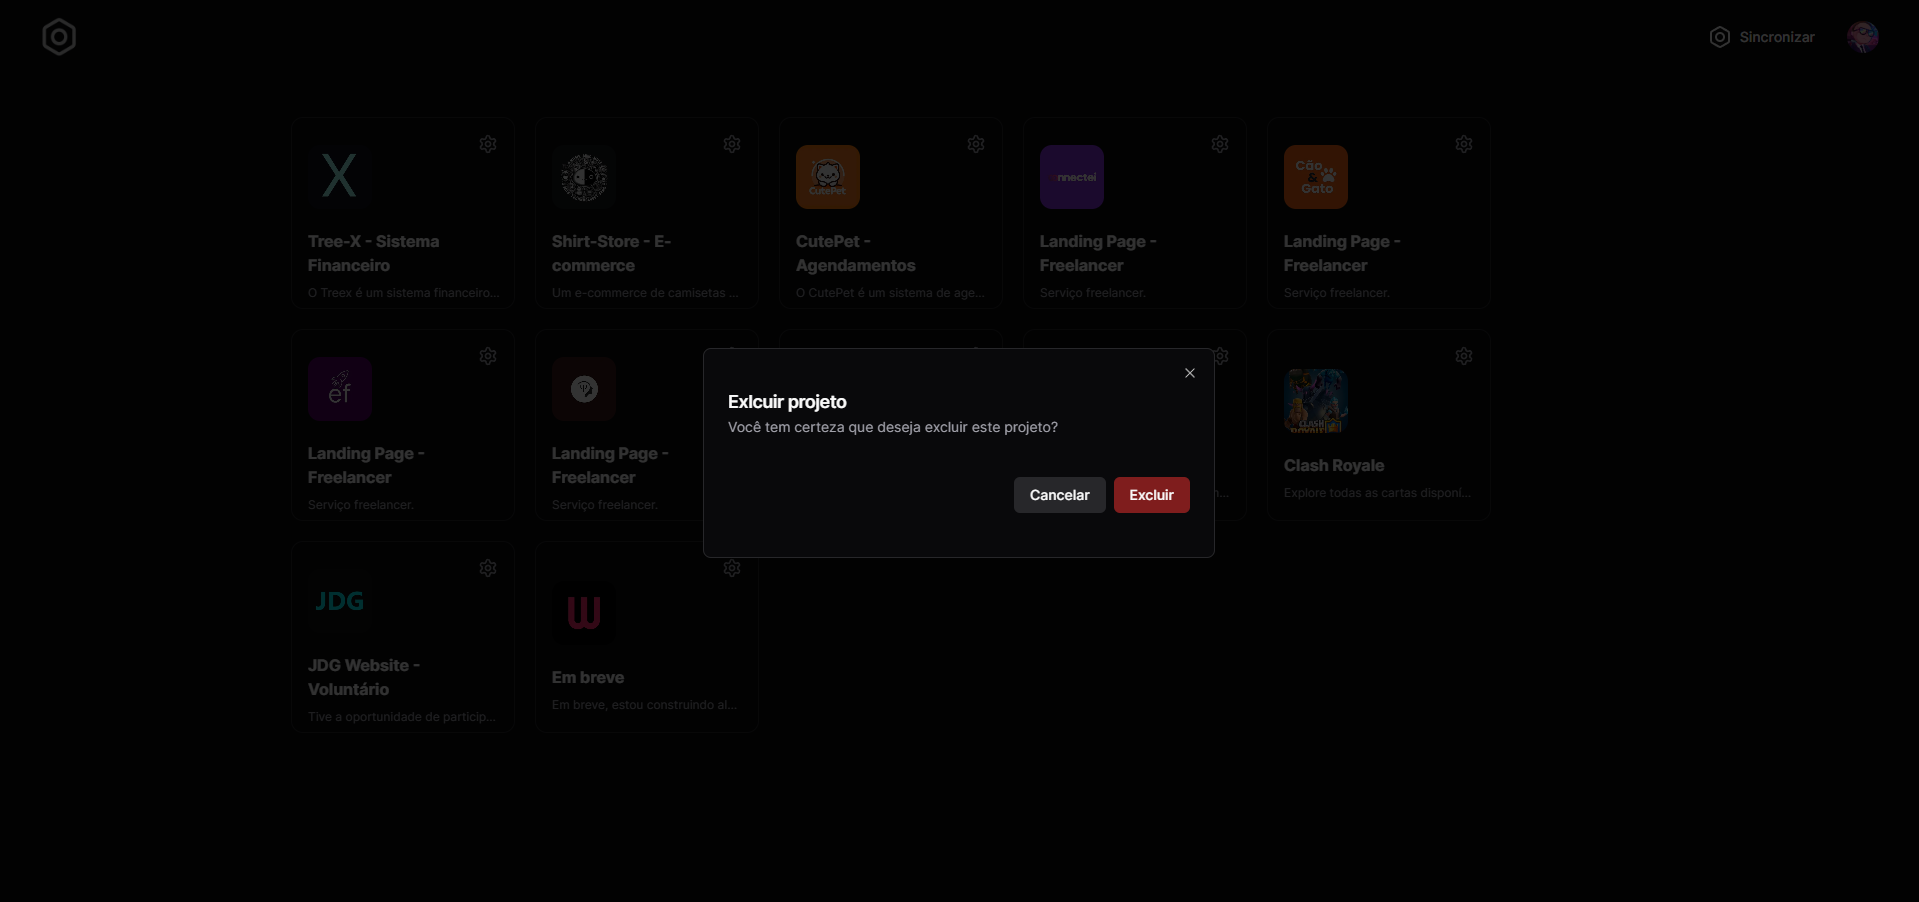 Sincronizar
X
CutePet
nnectei
Cão
&
Gato
Tree-X - Sistema
Financeiro
O Treex é um sistema financeiro...
Shirt-Store - E-
commerce
Um e-commerce de camisetas ...
CutePet -
Agendamentos
O CutePet é um sistema de age...
Landing Page -
Freelancer
Serviço freelancer.
Landing Page -
Freelancer
Serviço freelancer.
ef
Landing Page -
Freelancer
Serviço freelancer.
Landing Page -
Freelancer
Serviço freelancer.
Exlcuir projeto
Você tem certeza que deseja excluir este projeto?
Cancelar
Excluir
n...
CLASH
ROYALE
Clash Royale
Explore todas as cartas disponí...
JDG
JDG Website -
Voluntário
Tive a oportunidade de particip...
W
Em breve
Em breve, estou construindo al...